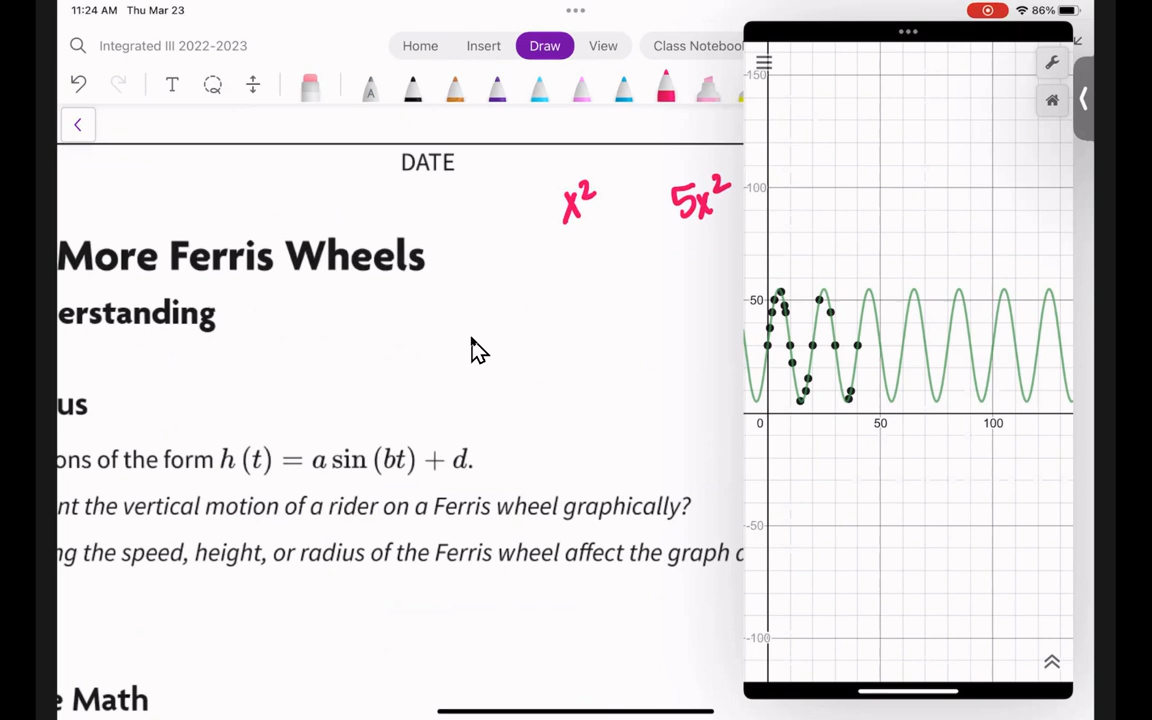 11:24 AM Thu Mar 23
86%
Integrated III 2022-2023
Home Insert Draw View Class Noteboo
T
A
DATE
x² 5x²
More Ferris Wheels
erstanding
us
ons of the form h (t) = a sin (bt) + d.
nt the vertical motion of a rider on a Ferris wheel graphically?
ng the speed, height, or radius of the Ferris wheel affect the graph
e Math
150
100
50
0 50 100
-50
-100